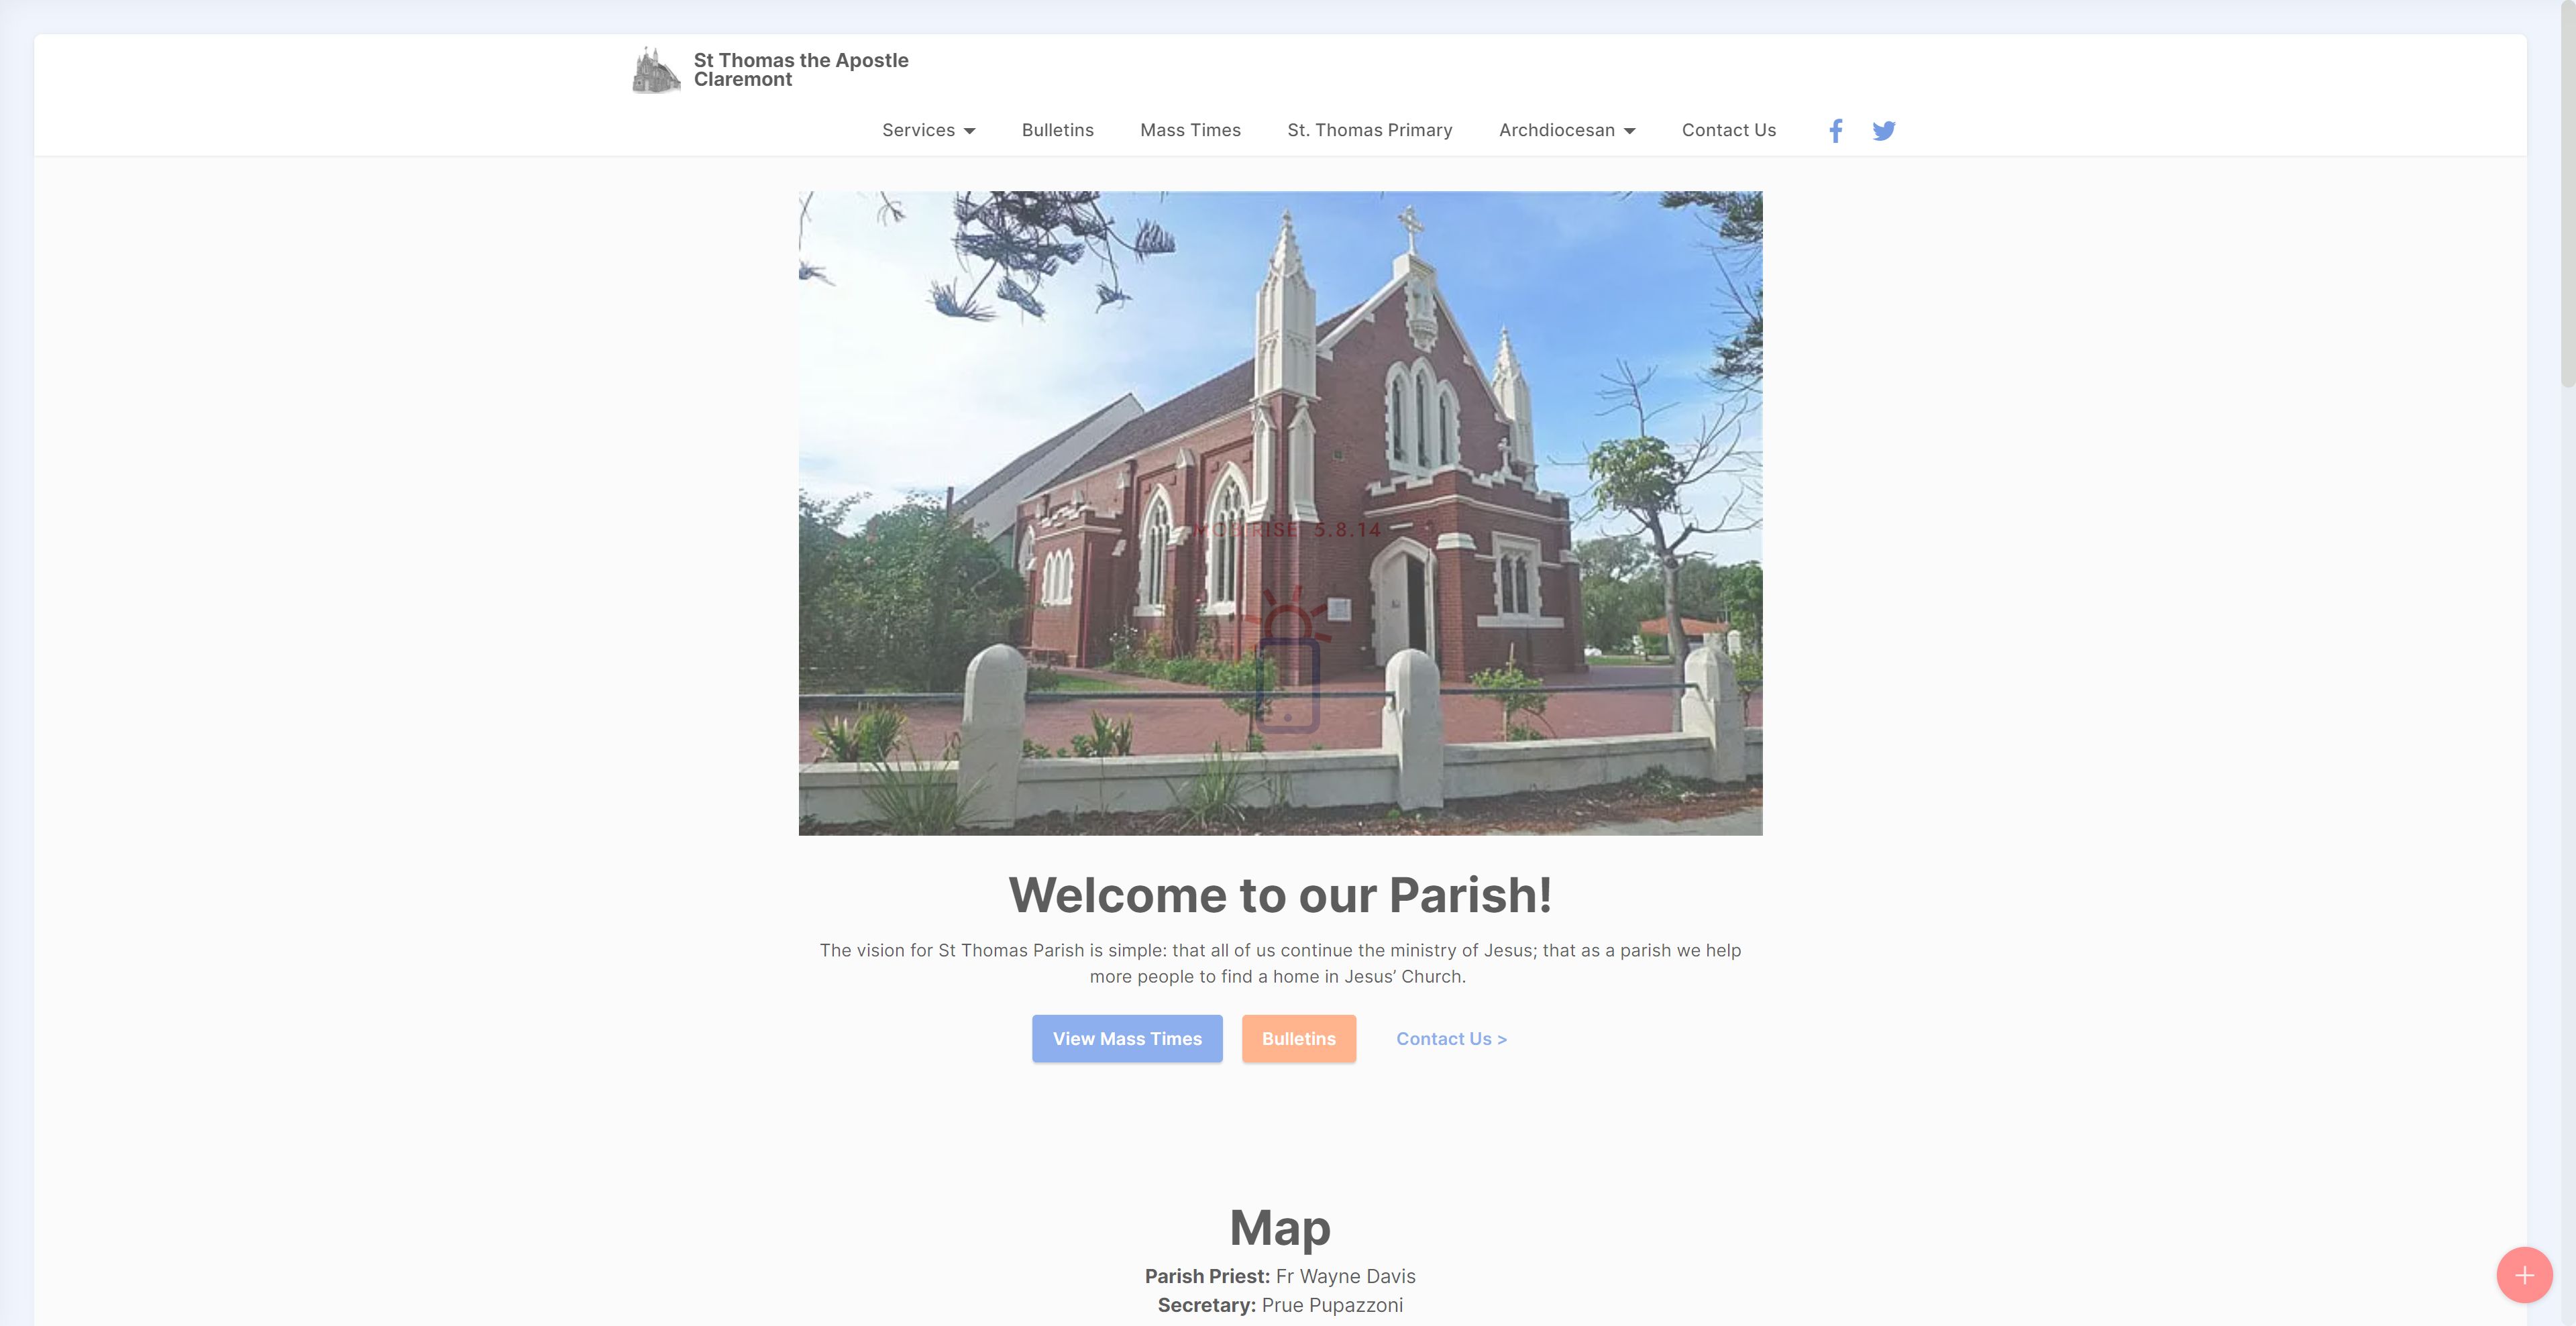 St Thomas the Apostle
Claremont
Services
Bulletins
Mass Times
St. Thomas Primary
Archdiocesan
Contact Us
MOBIRISE 5.8.14
Welcome to our Parish!
The vision for St Thomas Parish is simple: that all of us continue the ministry of Jesus; that as a parish we help
more people to find a home in Jesus’ Church.
View Mass Times
Bulletins
Contact Us >
Map
Parish Priest: Fr Wayne Davis
Secretary: Prue Pupazzoni